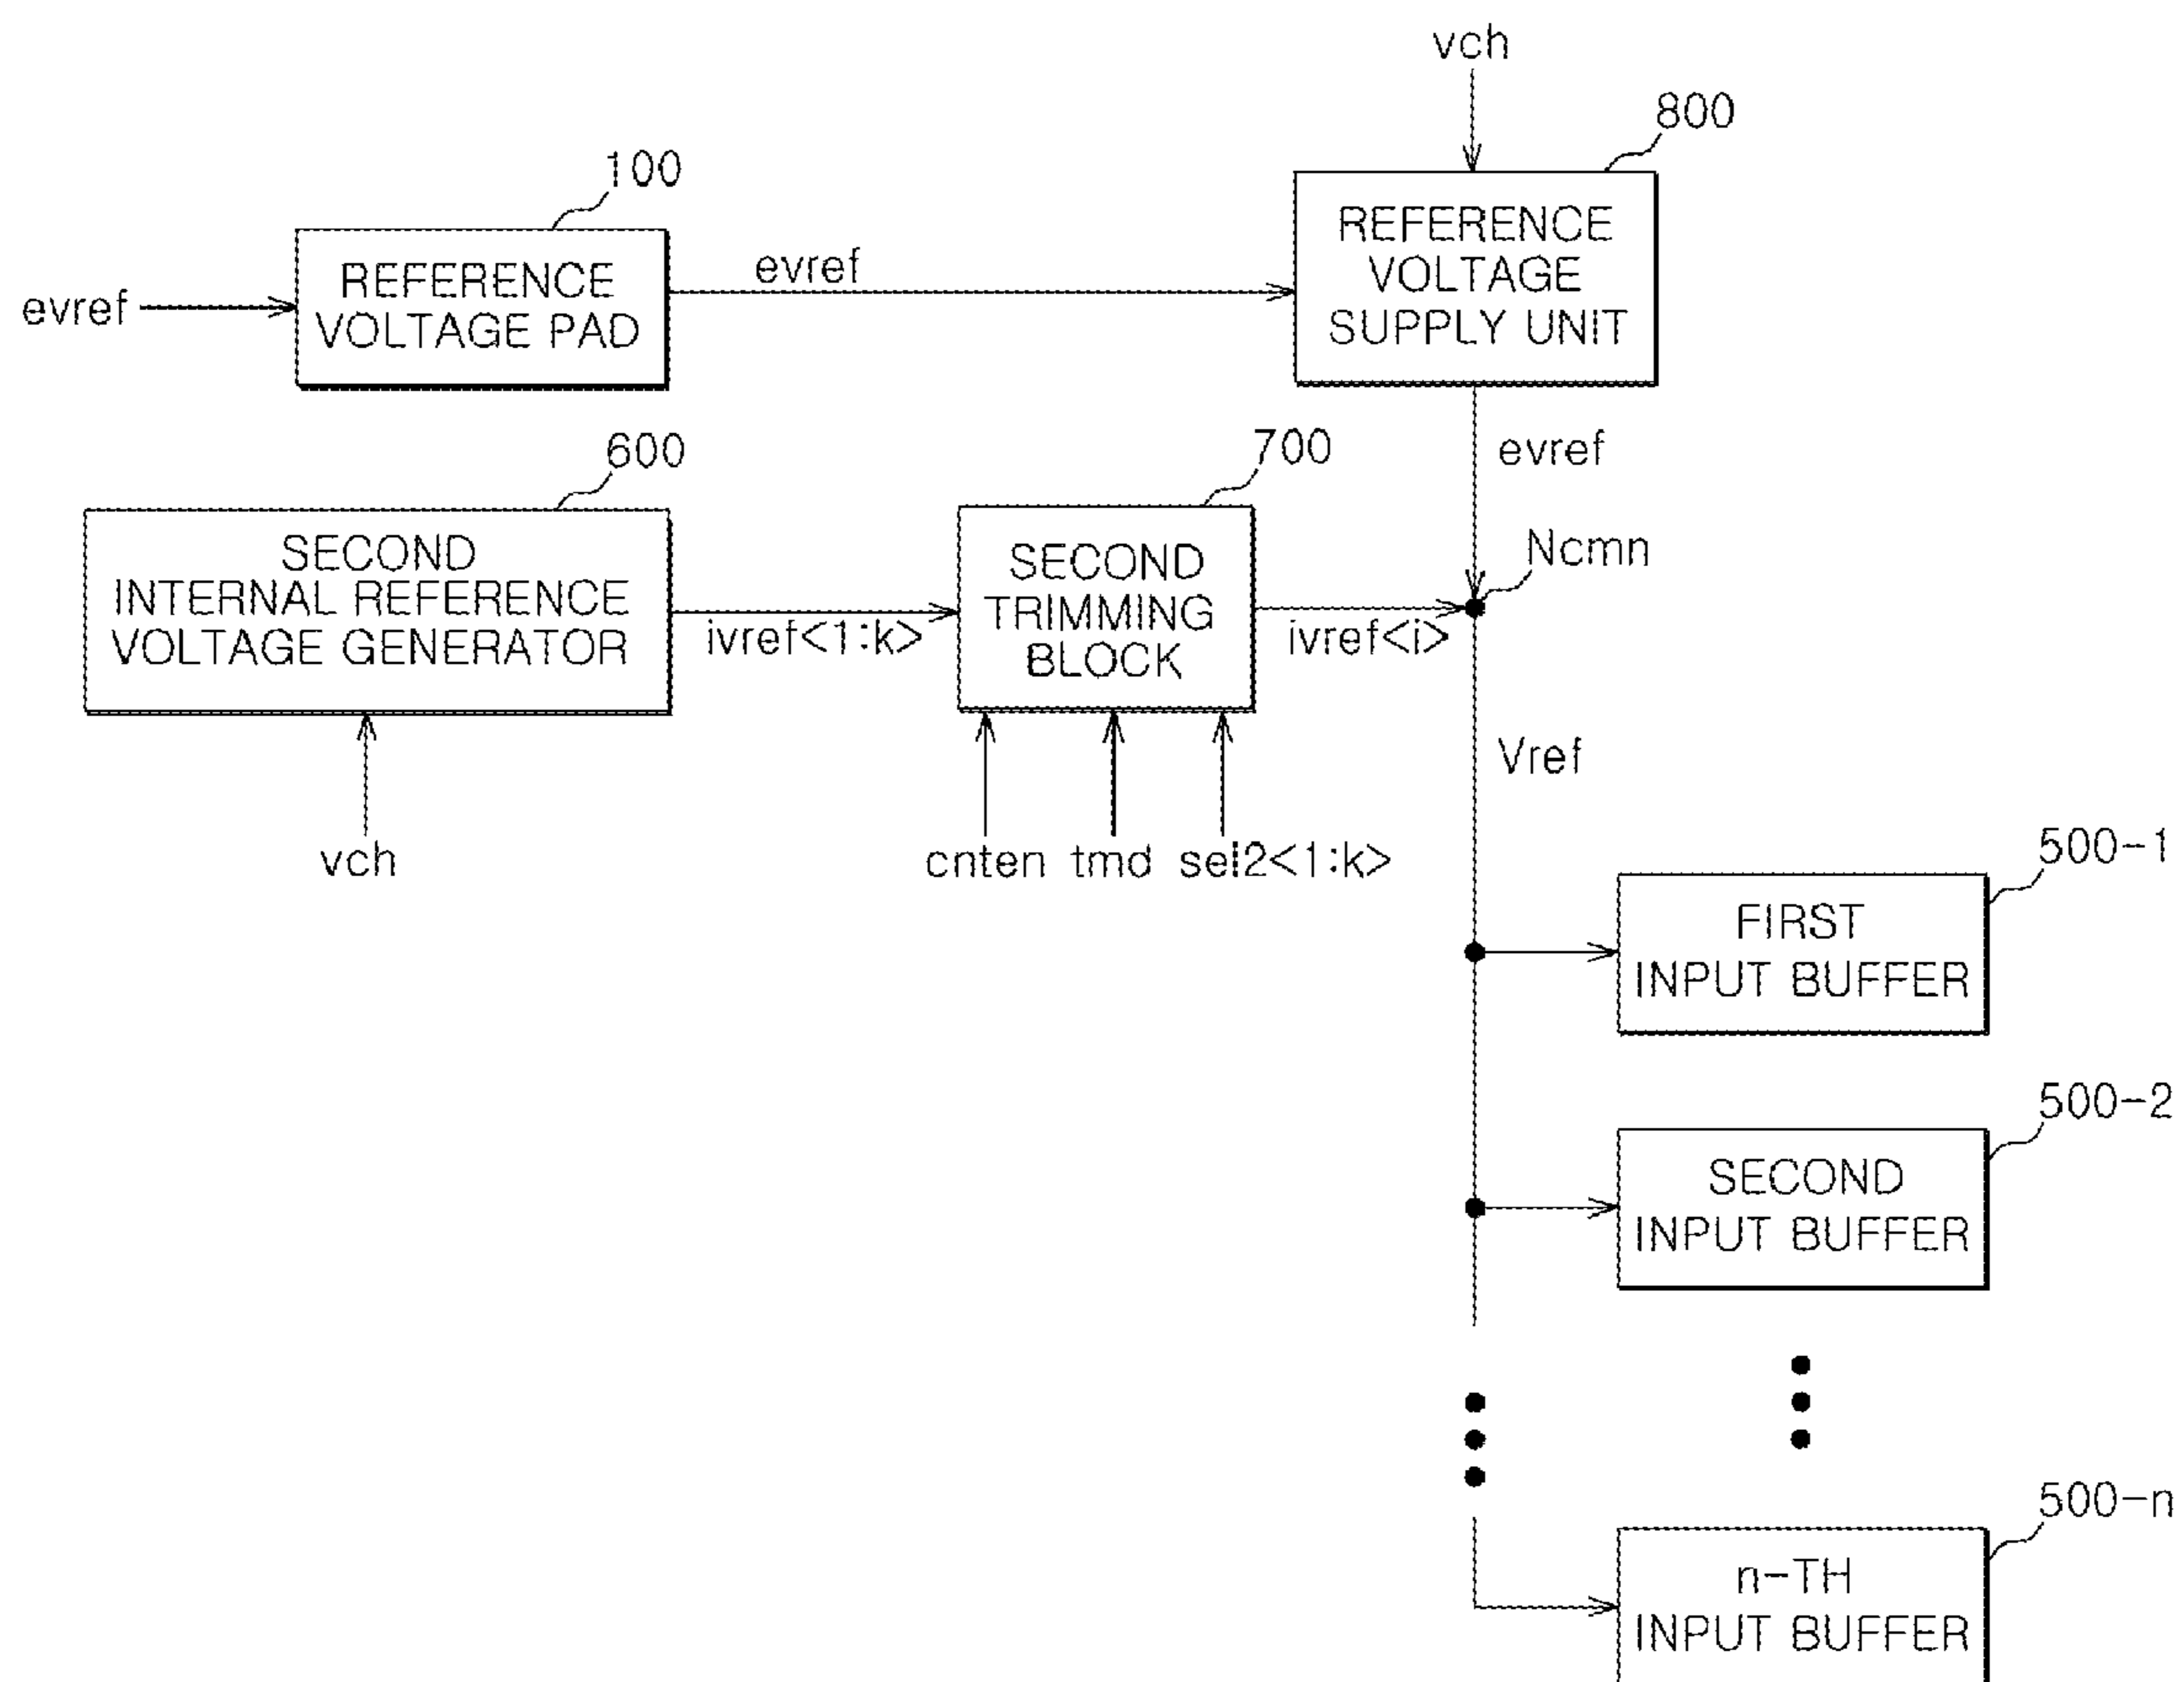 vch
800
100
REFERENCE
VOLTAGE
SUPPLY UNIT
evref
REFERENCE
VOLTAGE PAD
evref
evref
600
700
Ncmn
SECOND
INTERNAL REFERENCE
VOLTAGE GENERATOR
ivref<1:k>
SECOND
TRIMMING
BLOCK
ivref<i>
Vref
vch
cnten tmd sel2<1:k>
500-1
FIRST
INPUT BUFFER
500-2
SECOND
INPUT BUFFER
500-n
n-TH
INPUT BUFFER